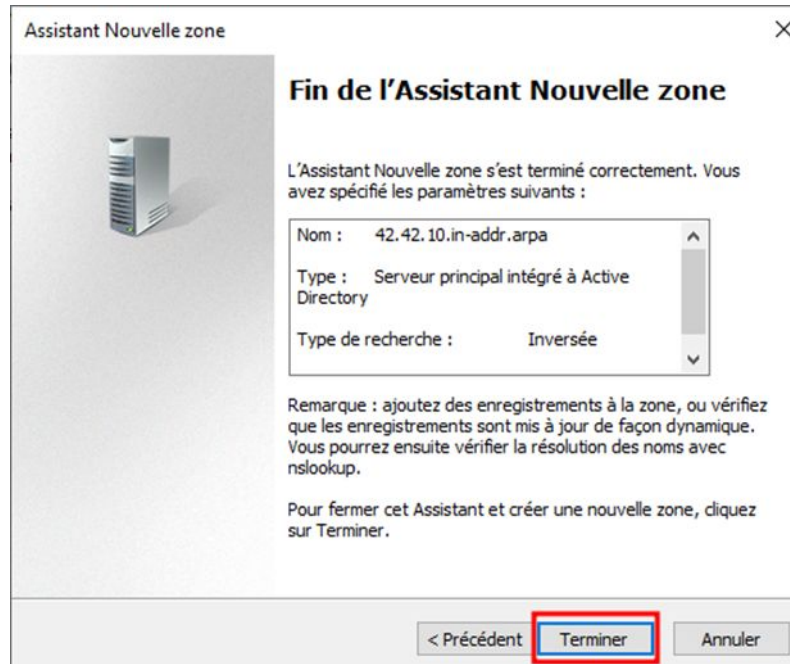 Assistant Nouvelle zone
Fin de l'Assistant Nouvelle zone
L'Assistant Nouvelle zone s'est terminé correctement. Vous
avez spécifié les paramètres suivants :
Nom : 42.42.10.in-addr.arpa
Type : Serveur principal intégré à Active
Directory
Type de recherche : Inversée
Remarque : ajoutez des enregistrements à la zone, ou vérifiez
que les enregistrements sont mis à jour de façon dynamique.
Vous pourrez ensuite vérifier la résolution des noms avec
nslookup.
Pour fermer cet Assistant et créer une nouvelle zone, cliquez
sur Terminer.
< Précédent Terminer Annuler